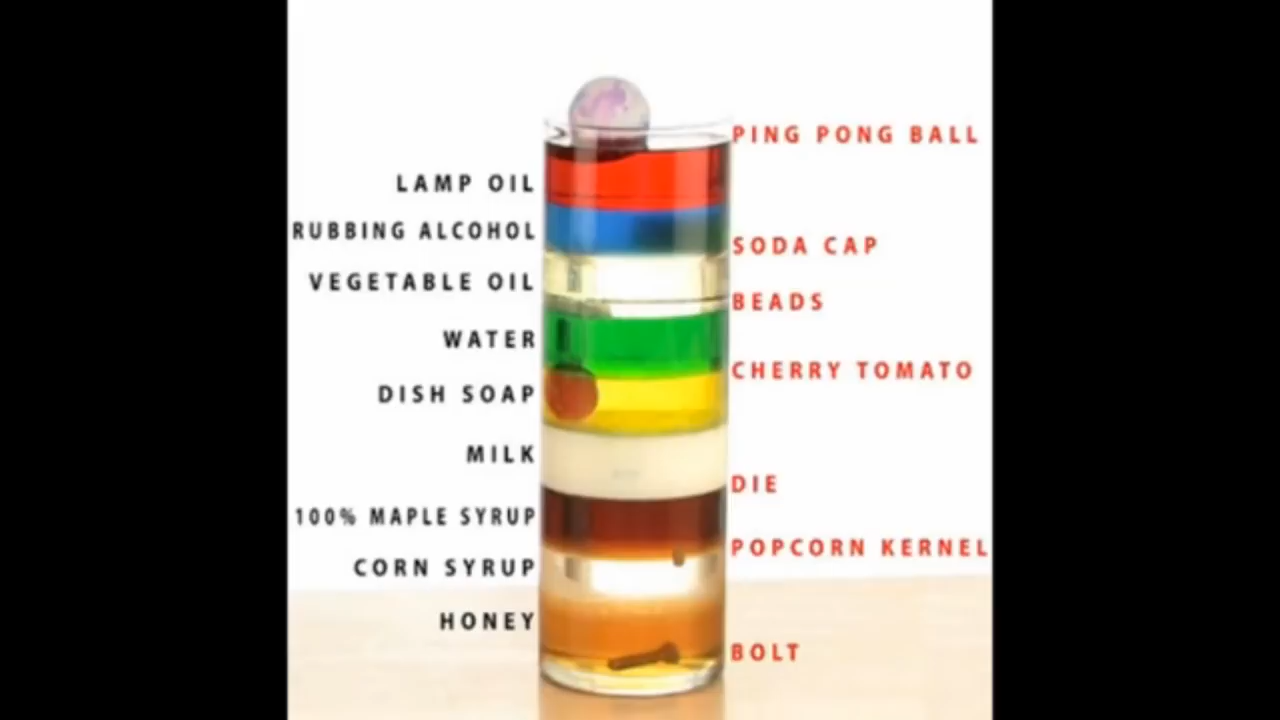 PING PONG BALL
LAMP OIL
RUBBING ALCOHOL
SODA CAP
VEGETABLE OIL
BEADS
WATER
CHERRY TOMATO
DISH SOAP
MILK
DIE
100% MAPLE SYRUP
POPCORN KERNEL
CORN SYRUP
HONEY
BOLT